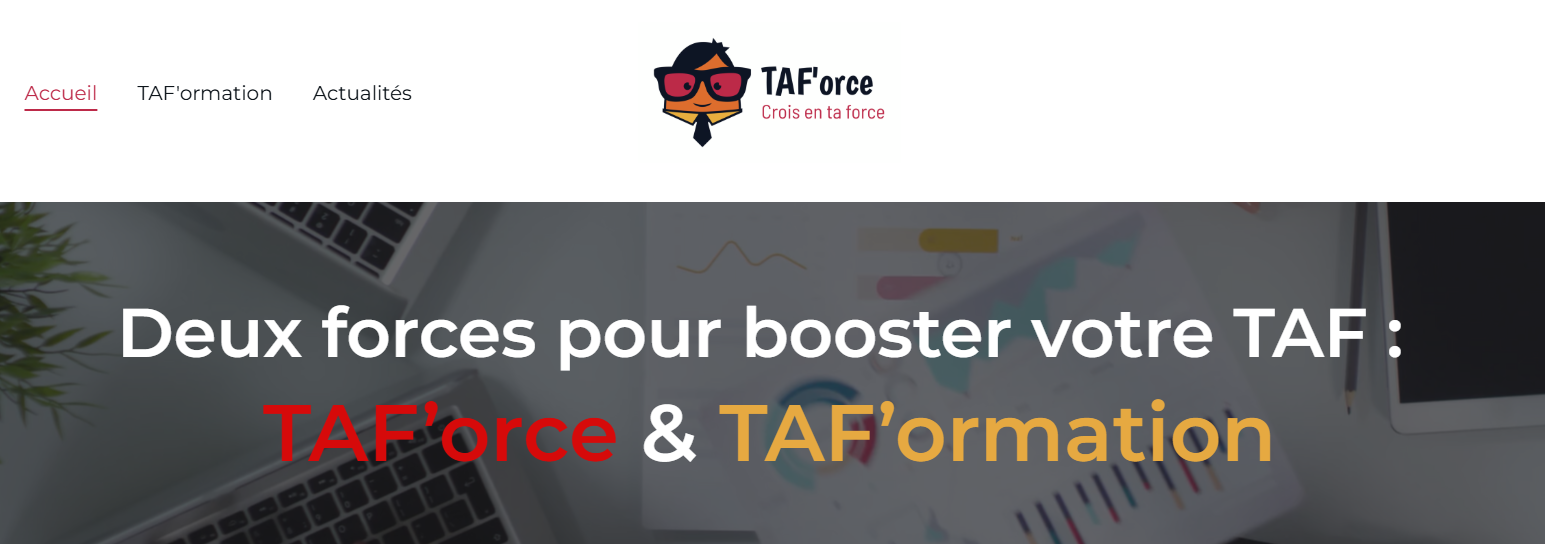 Accueil TAF'ormation Actualités
TAF'orce
Crois en ta force
Deux forces pour booster votre TAF :
TAF’orce & TAF’ormation